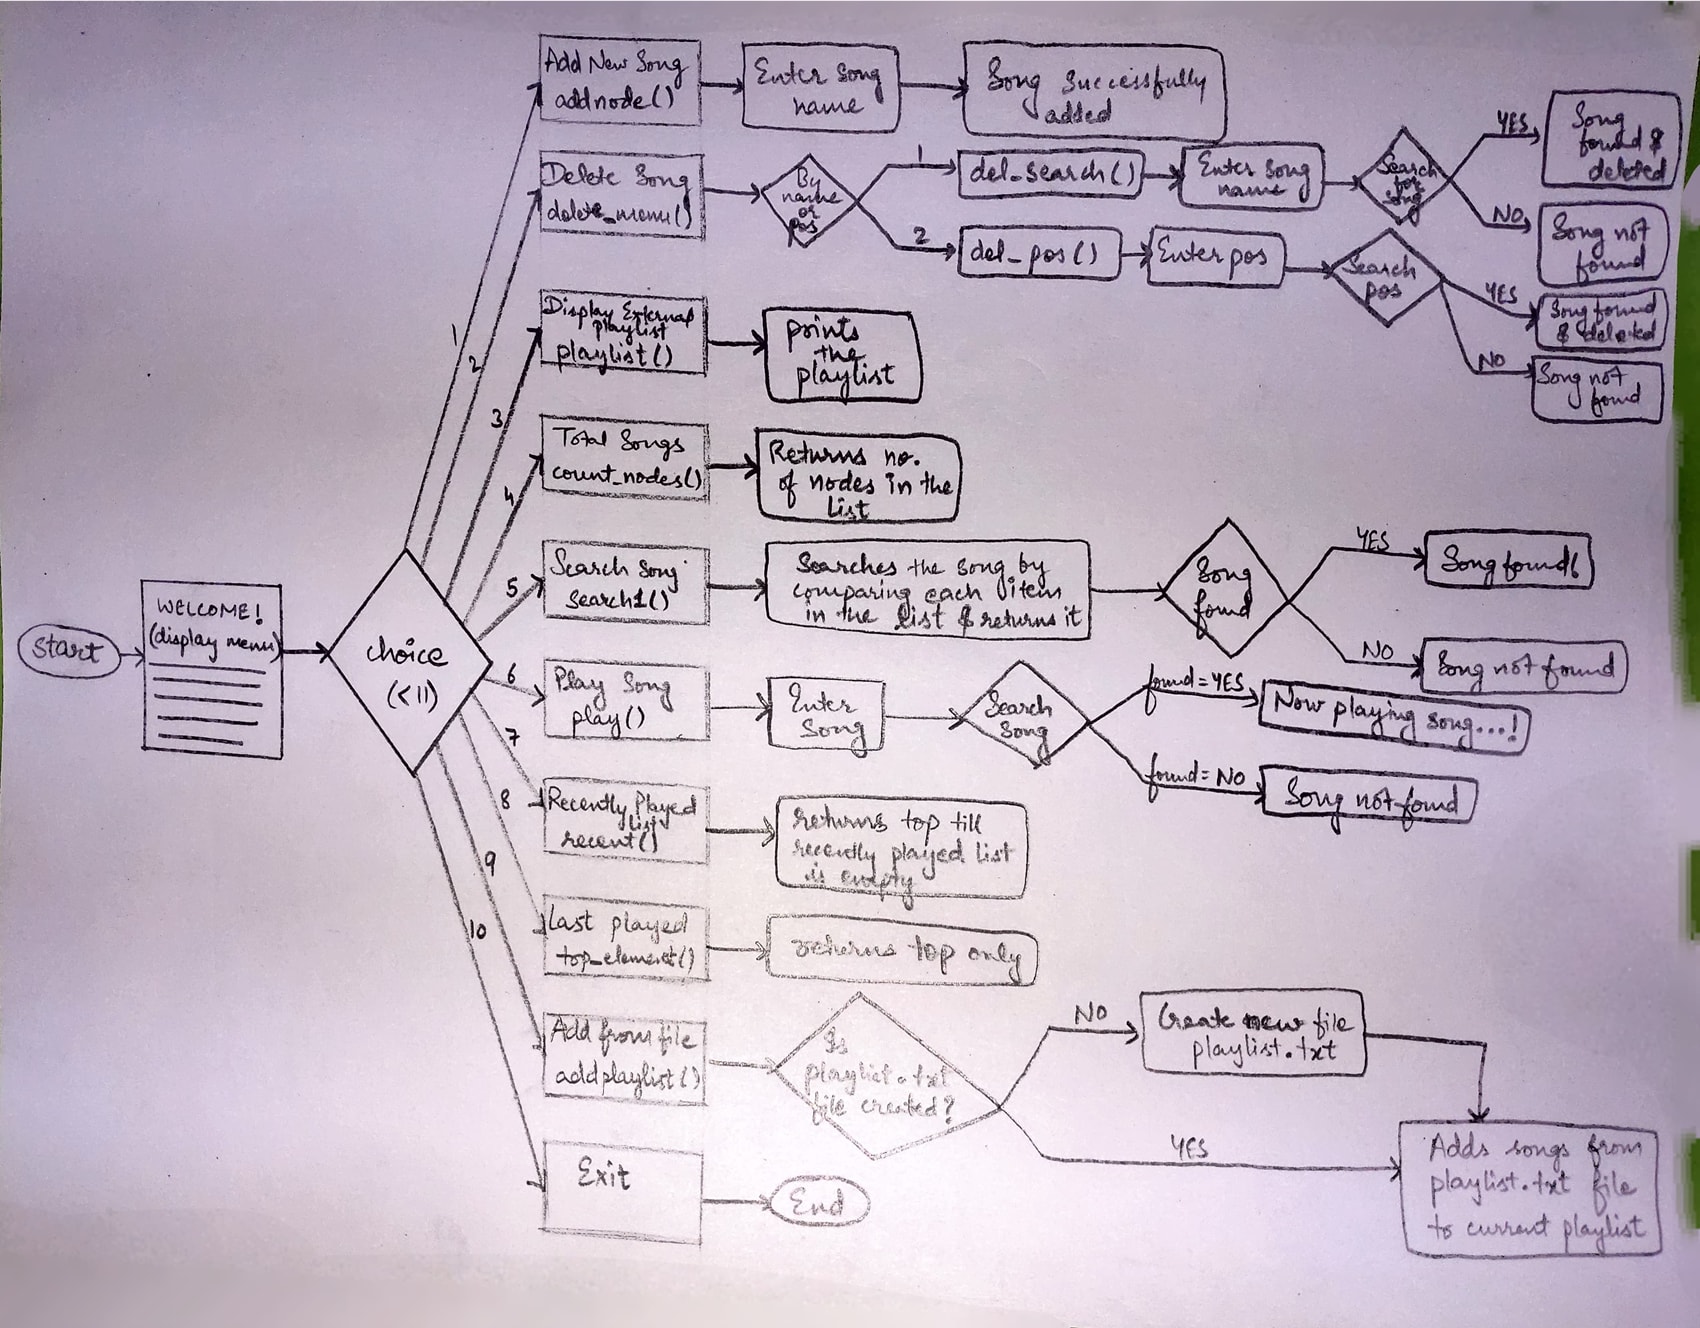 Start
WELCOME!
(display menu)
choice
(<11)
1
2
3
4
5
6
7
8
9
10
Add New Song
addnode()
Enter Song
name
Song Successfully
added
Delete Song
delete_menu()
By
name
or
pos
1
del_search()
Enter Song
name
Search
for
song
YES
Song
found &
deleted
NO
Song not
found
2
del_pos()
Enter pos
Search
pos
YES
Song found
& deleted
NO
Song not
found
Display External
playlist
playlist()
prints
the
playlist
Total Songs
count_nodes()
Returns no.
of nodes in the
list
Search Song
search1()
Searches the song by
comparing each item
in the list & returns it
Song
found
YES
Song found
NO
Song not found
Play Song
play()
Enter
Song
Search
Song
found = YES
Now playing song...!
found = NO
Song not found
Recently Played
list
recent()
returns top till
recently played list
is empty
Last played
top_element()
returns top only
Add from file
addplaylist()
Is
playlist.txt
file created?
NO
Create new file
playlist.txt
YES
Adds songs from
playlist.txt file
to current playlist
Exit
End